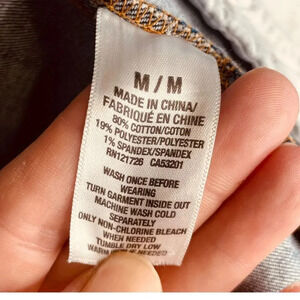 M / M
MADE IN CHINA/
FABRIQUÉ EN CHINE
80% COTTON/COTON
19% POLYESTER/POLYESTER
1% SPANDEX/SPANDEX
RN121726 CA53201
WASH ONCE BEFORE
WEARING
TURN GARMENT INSIDE OUT
MACHINE WASH COLD
SEPARATELY
ONLY NON-CHLORINE BLEACH
WHEN NEEDED
TUMBLE DRY LOW
WARM